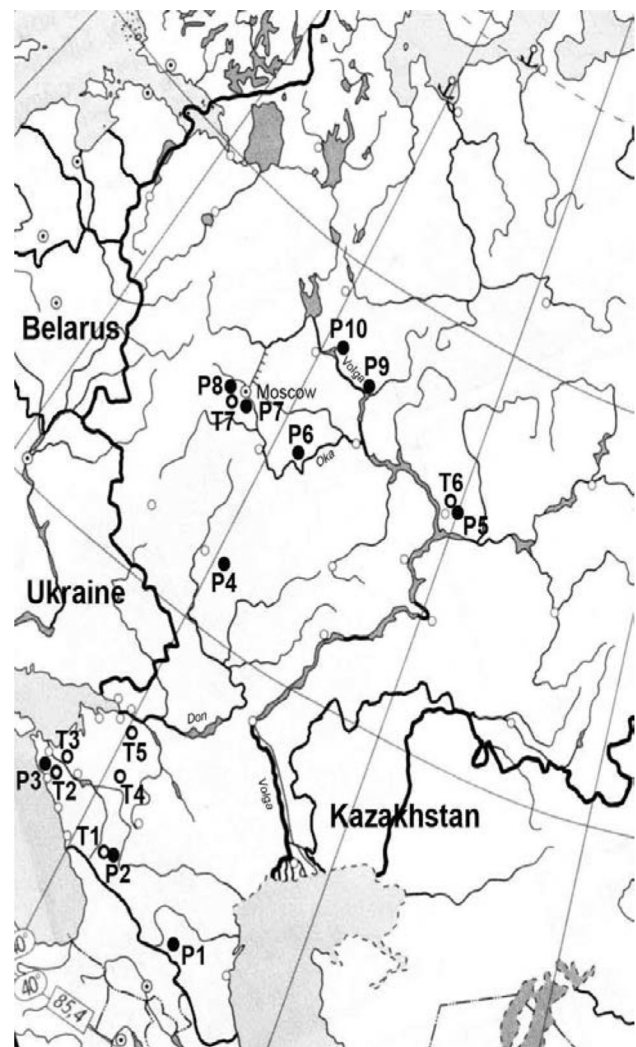 P10
Belarus
Volga
P9
P8
Moscow
T7
P7
P6
Oka
T6
P5
P4
Ukraine
Don
T5
T3
P3
T2
T4
Volga
Kazakhstan
T1
P2
P1
40°
85,4